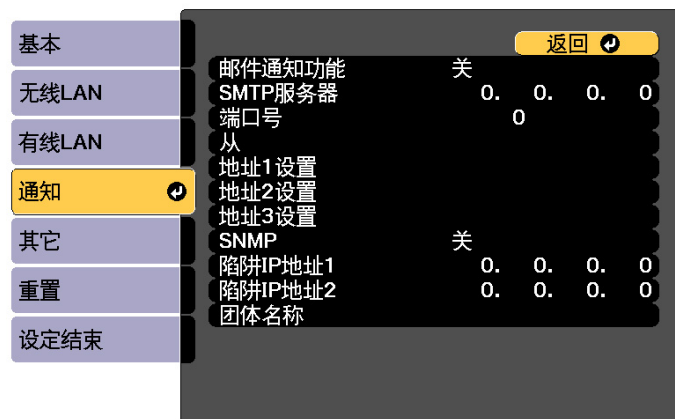 基本
无线LAN
有线LAN
通知
其它
重置
设定结束
返回
邮件通知功能 关
SMTP服务器 0. 0. 0. 0
端口号 0
从
地址1设置
地址2设置
地址3设置
SNMP 关
陷阱IP地址1 0. 0. 0. 0
陷阱IP地址2 0. 0. 0. 0
团体名称